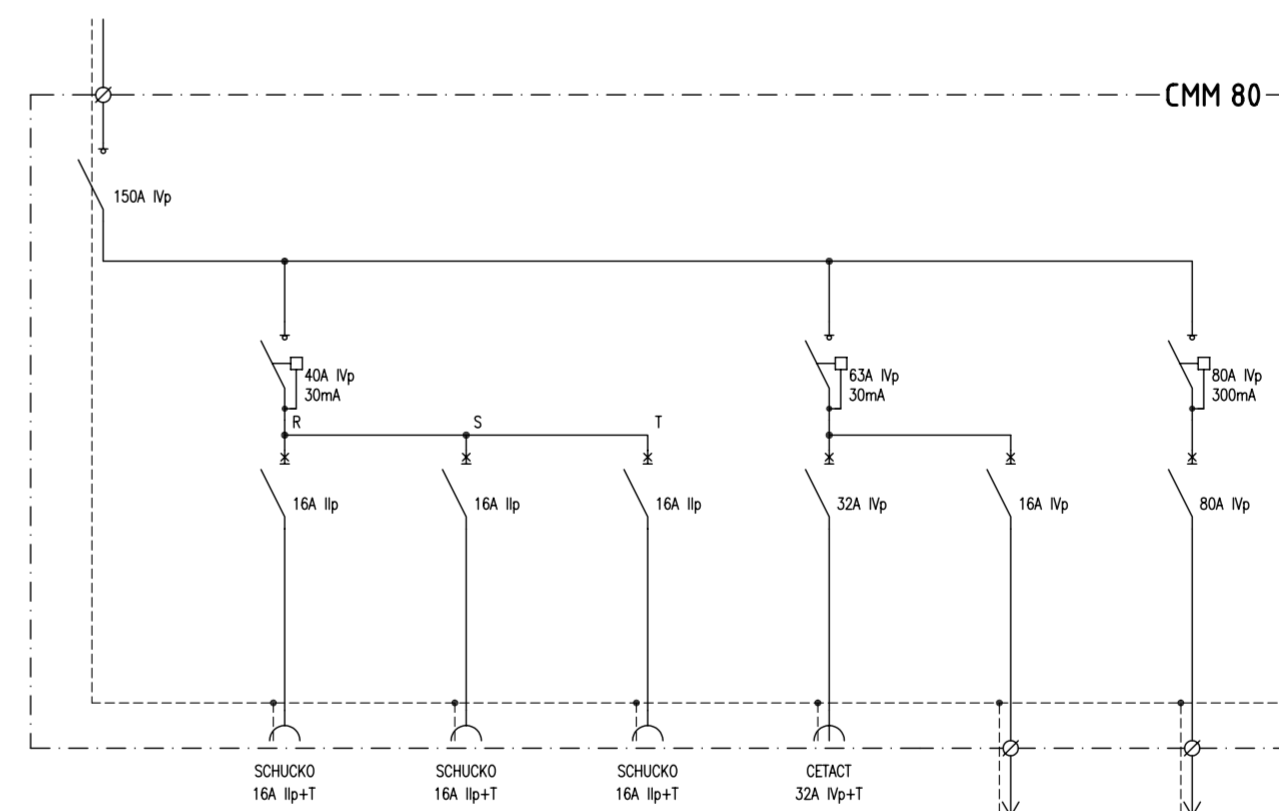 CMM 80
150A IVp
40A IVp
30mA
63A IVp
30mA
80A IVp
300mA
R
S
T
16A IIp
16A IIp
16A IIp
32A IVp
16A IVp
80A IVp
SCHUCKO
16A IIp+T
SCHUCKO
16A IIp+T
SCHUCKO
16A IIp+T
CETACT
32A IVp+T